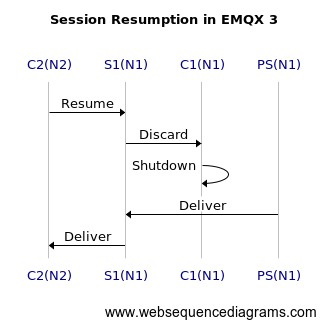 Session Resumption in EMQX 3
C2(N2) S1(N1) C1(N1) PS(N1)
Resume
Discard
Shutdown
Deliver
Deliver
C2(N2) S1(N1) C1(N1) PS(N1)
www.websequencediagrams.com